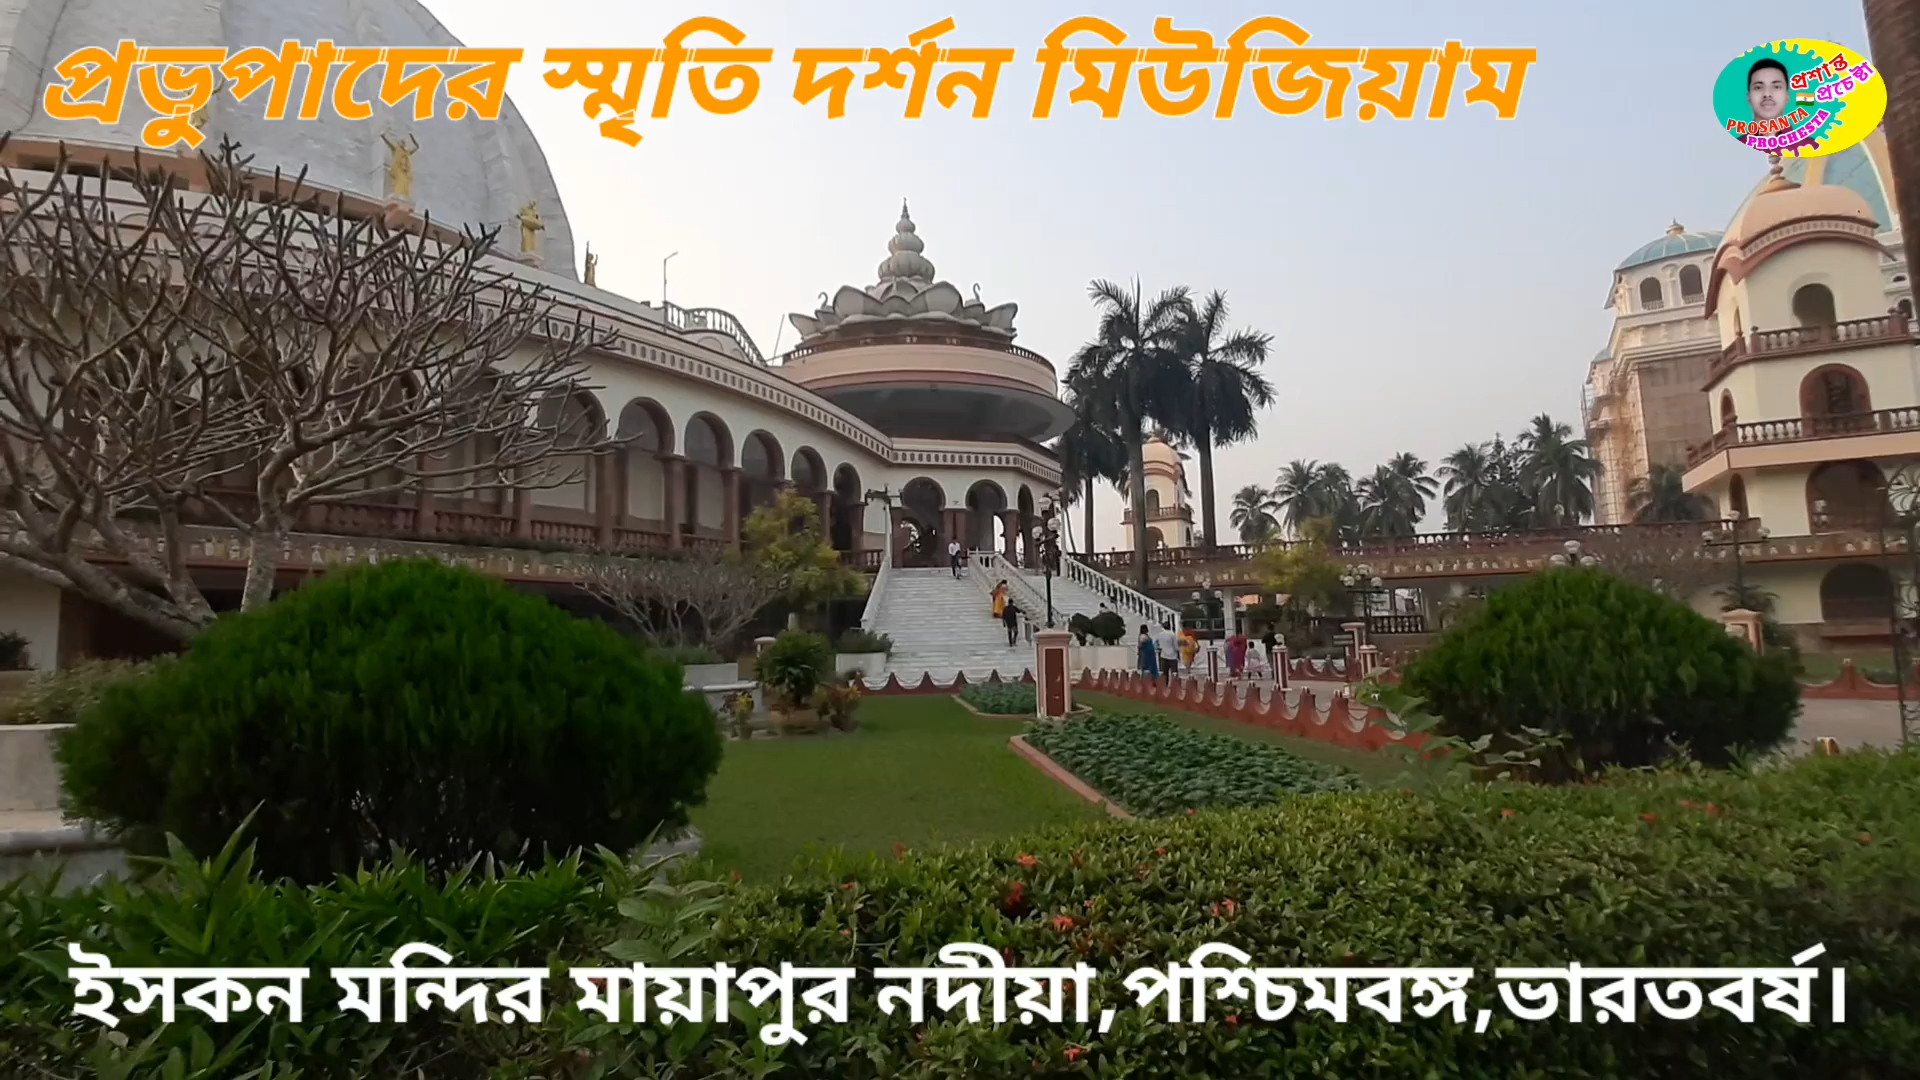 প্রভুপাদের স্মৃতি দর্শন মিউজিয়াম
প্রশান্ত
প্রচেষ্টা
PROSANTA
PROCHESTA
ইসকন মন্দির মায়াপুর নদীয়া,পশ্চিমবঙ্গ,ভারতবর্ষ।